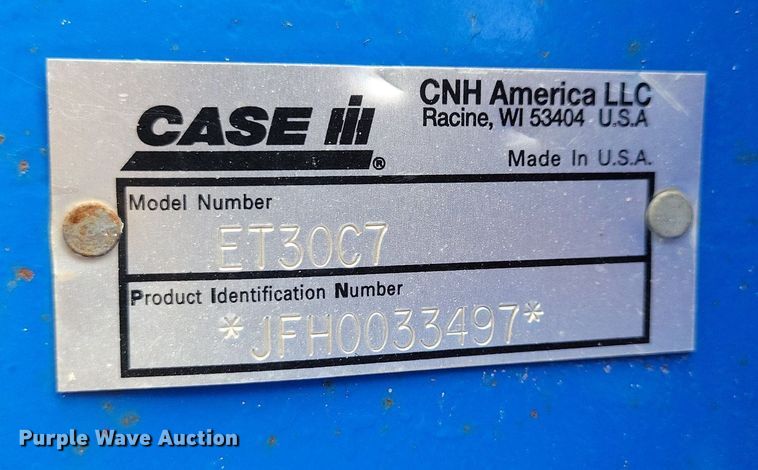 CASE IH ®
CNH America LLC
Racine, WI 53404 U.S.A
Made In U.S.A.
Model Number
ET30C7
Product Identification Number
*JFH0033497*
Purple Wave Auction